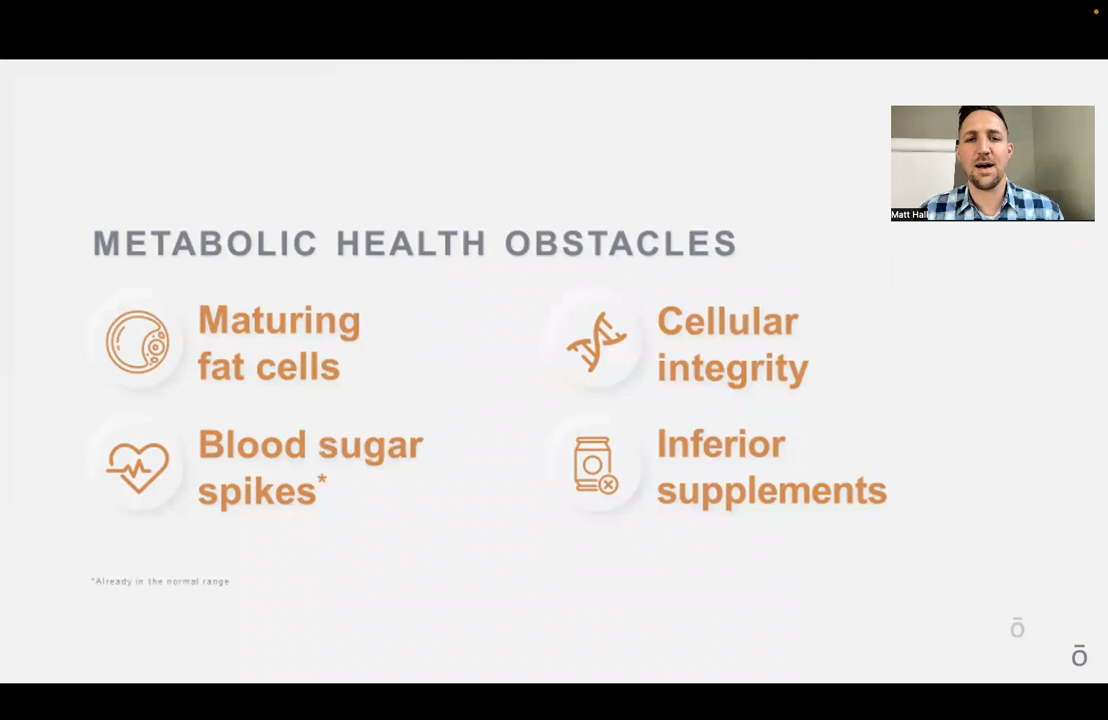 Matt Hall
METABOLIC HEALTH OBSTACLES
Maturing
fat cells
Cellular
integrity
Blood sugar
spikes*
Inferior
supplements
*Already in the normal range
ō
ō